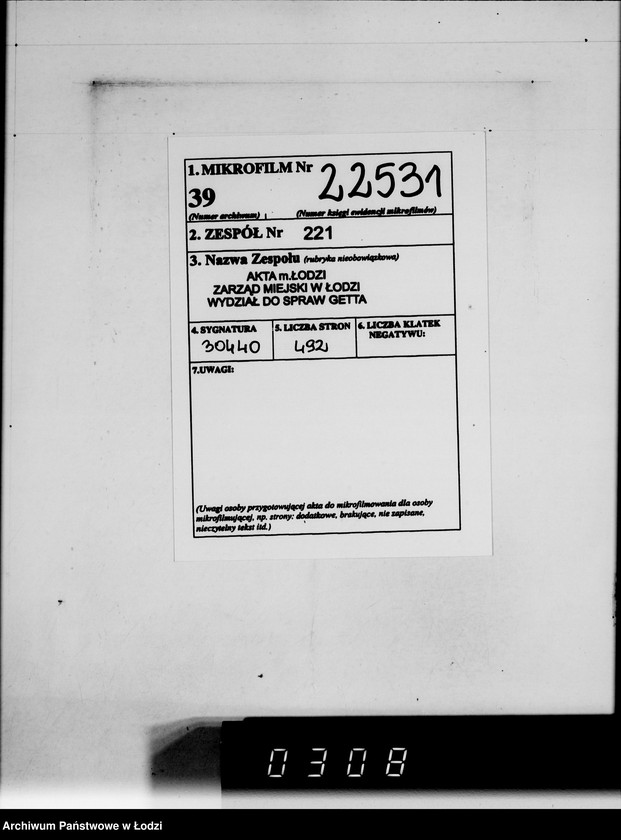 1. MIKROFILM Nr 22531
39
(Numer archiwum) (Numer księgi ewidencji mikrofilmów)
2. ZESPÓŁ Nr 221
3. Nazwa Zespołu (rubryka nieobowiązkowa)
AKTA m.ŁODZI
ZARZĄD MIEJSKI W ŁODZI
WYDZIAŁ DO SPRAW GETTA
4. SYGNATURA 5. LICZBA STRON 6. LICZBA KLATEK
NEGATYWU:
30440 492
7.UWAGI:
(Uwagi osoby przygotowującej akta do mikrofilmowania dla osoby
mikrofilmującej, np. strony: dodatkowe, brakujące, nie zapisane,
nieczytelny tekst itd.)
0308
Archiwum Państwowe w Łodzi